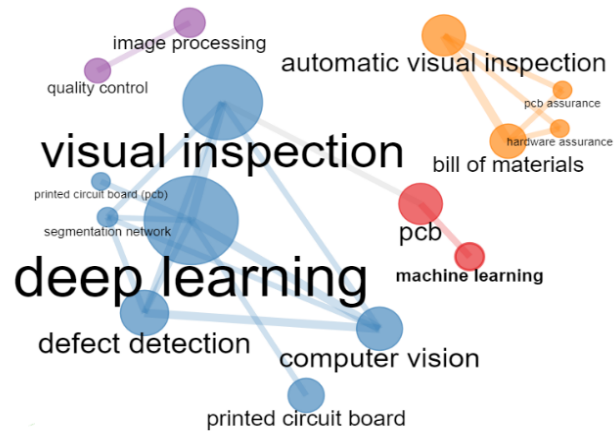 image processing
quality control
automatic visual inspection
pcb assurance
hardware assurance
bill of materials
visual inspection
printed circuit board (pcb)
segmentation network
pcb
machine learning
deep learning
defect detection
computer vision
printed circuit board